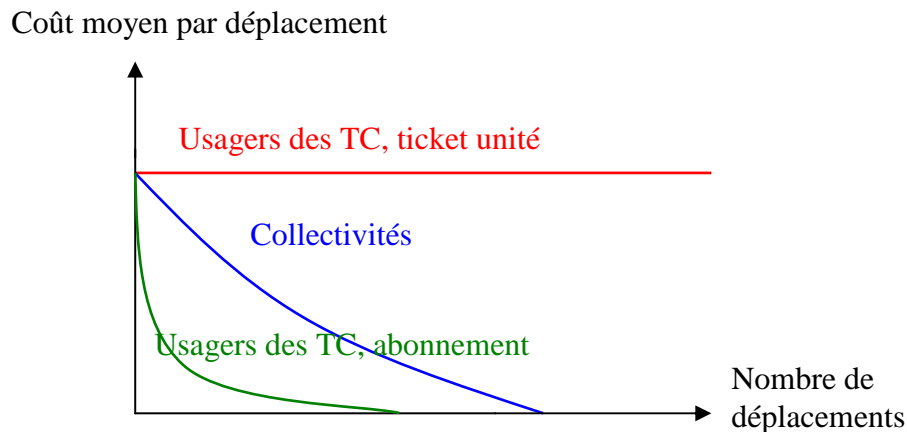 Coût moyen par déplacement
Usagers des TC, ticket unité
Collectivités
Usagers des TC, abonnement
Nombre de
déplacements